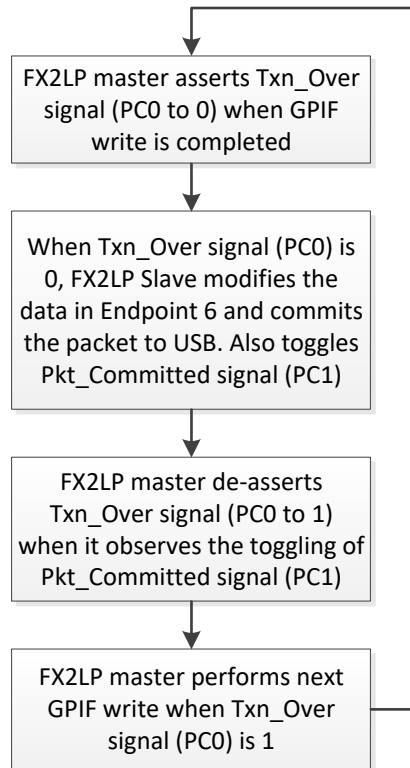 FX2LP master asserts Txn_Over
signal (PC0 to 0) when GPIF
write is completed
When Txn_Over signal (PC0) is
0, FX2LP Slave modifies the
data in Endpoint 6 and commits
the packet to USB. Also toggles
Pkt_Committed signal (PC1)
FX2LP master de-asserts
Txn_Over signal (PC0 to 1)
when it observes the toggling of
Pkt_Committed signal (PC1)
FX2LP master performs next
GPIF write when Txn_Over
signal (PC0) is 1